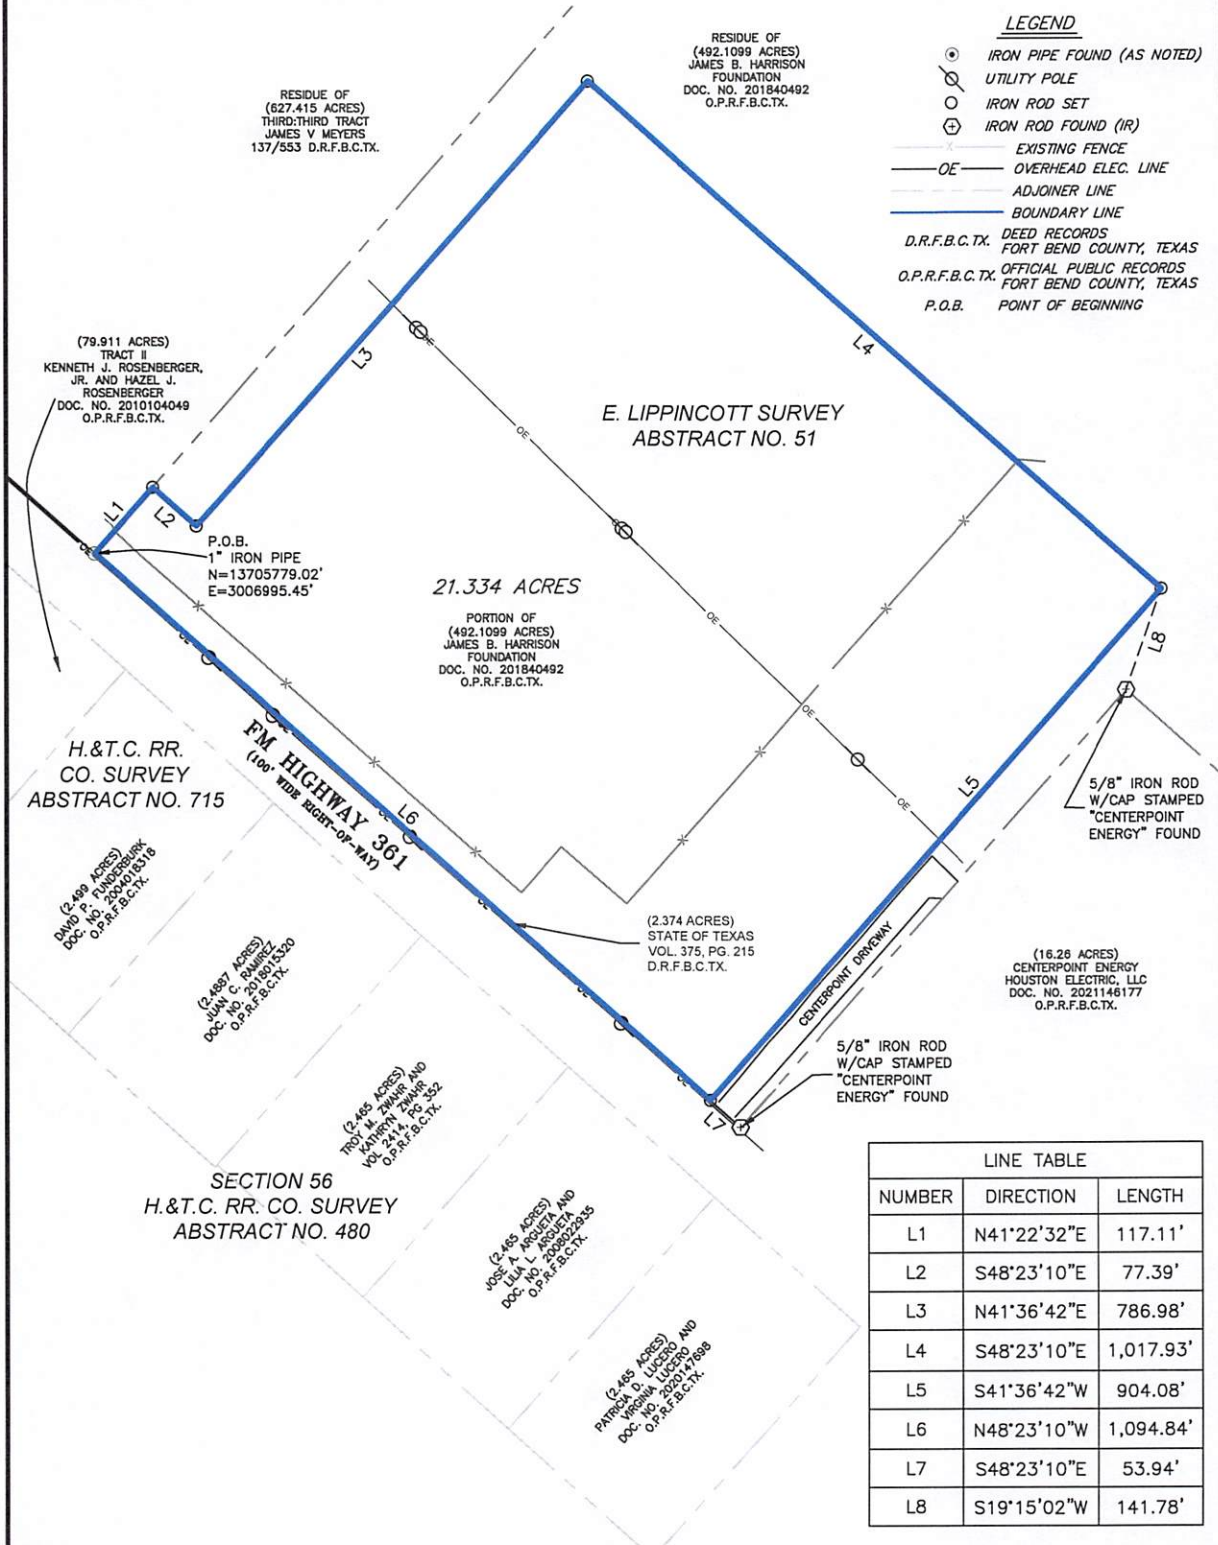 LEGEND
IRON PIPE FOUND (AS NOTED)
UTILITY POLE
IRON ROD SET
IRON ROD FOUND (IR)
X
EXISTING FENCE
OE
OVERHEAD ELEC. LINE
ADJOINER LINE
BOUNDARY LINE
D.R.F.B.C.TX. DEED RECORDS
FORT BEND COUNTY, TEXAS
O.P.R.F.B.C.TX. OFFICIAL PUBLIC RECORDS
FORT BEND COUNTY, TEXAS
P.O.B. POINT OF BEGINNING
RESIDUE OF
(492.1099 ACRES)
JAMES B. HARRISON
FOUNDATION
DOC. NO. 201840492
O.P.R.F.B.C.TX.
RESIDUE OF
(627.415 ACRES)
THIRD:THIRD TRACT
JAMES V MEYERS
137/553 D.R.F.B.C.TX.
(79.911 ACRES)
TRACT II
KENNETH J. ROSENBERGER,
JR. AND HAZEL J.
ROSENBERGER
DOC. NO. 2010104049
O.P.R.F.B.C.TX.
L3
L4
OE
OE
E. LIPPINCOTT SURVEY
ABSTRACT NO. 51
L1
L2
OE
P.O.B.
1" IRON PIPE
N=13705779.02'
E=3006995.45'
21.334 ACRES
PORTION OF
(492.1099 ACRES)
JAMES B. HARRISON
FOUNDATION
DOC. NO. 201840492
O.P.R.F.B.C.TX.
OE
OE
OE
L8
L5
5/8" IRON ROD
W/CAP STAMPED
"CENTERPOINT
ENERGY" FOUND
H.&T.C. RR.
CO. SURVEY
ABSTRACT NO. 715
FM HIGHWAY 361
(100' WIDE RIGHT-OF-WAY)
L6
(2.374 ACRES)
STATE OF TEXAS
VOL. 375, PG. 215
D.R.F.B.C.TX.
CENTERPOINT DRIVEWAY
(16.26 ACRES)
CENTERPOINT ENERGY
HOUSTON ELECTRIC, LLC
DOC. NO. 2021146177
O.P.R.F.B.C.TX.
5/8" IRON ROD
W/CAP STAMPED
"CENTERPOINT
ENERGY" FOUND
L7
(2.499 ACRES)
DAVID P. FUNDERBURK
DOC. NO. 2004018318
O.P.R.F.B.C.TX.
(2.4887 ACRES)
JUAN C. RAMIREZ
DOC. NO. 2018015320
O.P.R.F.B.C.TX.
(2.465 ACRES)
TROY M. ZWAHR AND
KATHRYN ZWAHR
VOL 2414, PG 352
O.P.R.F.B.C.TX.
SECTION 56
H.&T.C. RR. CO. SURVEY
ABSTRACT NO. 480
(2.465 ACRES)
JOSE A. ARGUETA AND
LILIA L. ARGUETA
DOC. NO. 2008022935
O.P.R.F.B.C.TX.
(2.465 ACRES)
PATRICIA D. LUCERO AND
VIRGINIA LUCERO
DOC. NO. 2020147698
O.P.R.F.B.C.TX.
LINE TABLE
NUMBER DIRECTION LENGTH
L1 N41°22'32"E 117.11'
L2 S48°23'10"E 77.39'
L3 N41°36'42"E 786.98'
L4 S48°23'10"E 1,017.93'
L5 S41°36'42"W 904.08'
L6 N48°23'10"W 1,094.84'
L7 S48°23'10"E 53.94'
L8 S19°15'02"W 141.78'